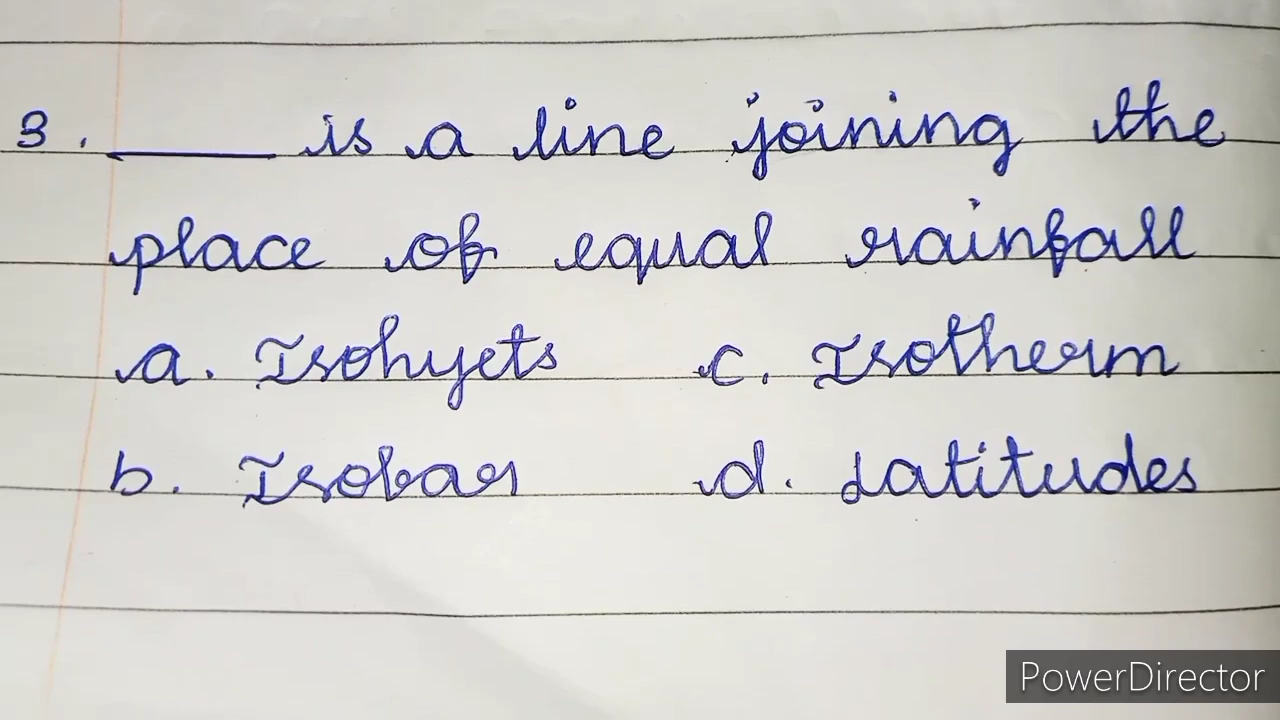 3. ____ is a line joining the
place of equal rainfall
a. Isohyets c. Isotherm
b. Isobar d. Latitudes
PowerDirector